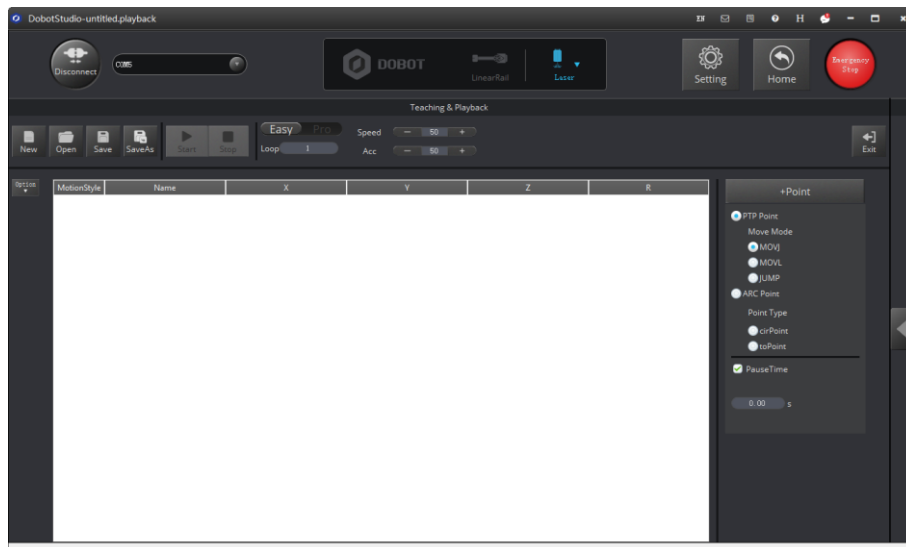 DobotStudio-untitled.playback
H
Disconnect
COM5
DOBOT
LinearRail
Laser
Setting
Home
Emergency
Stop
Teaching & Playback
New
Open
Save
SaveAs
Start
Stop
Easy
Pro
Loop
1
Speed
- 50 +
Acc
- 50 +
Exit
Option
MotionStyle
Name
X
Y
Z
R
+Point
PTP Point
Move Mode
MOVJ
MOVL
JUMP
ARC Point
Point Type
cirPoint
toPoint
PauseTime
0.00 s